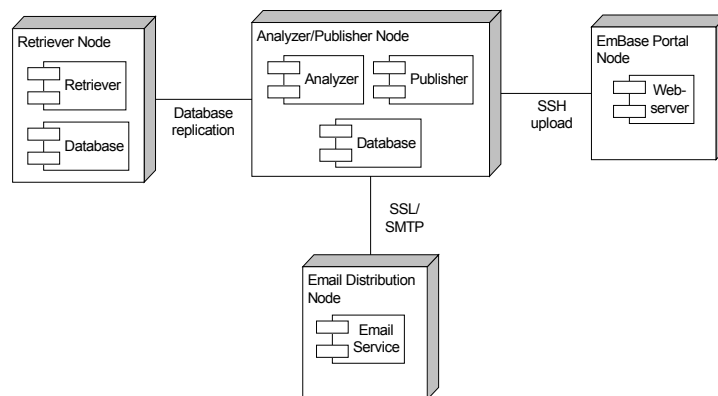 Retriever Node
Retriever
Database
Database
replication
Analyzer/Publisher Node
Analyzer
Publisher
Database
SSH
upload
EmBase Portal
Node
Web-
server
SSL/
SMTP
Email Distribution
Node
Email
Service